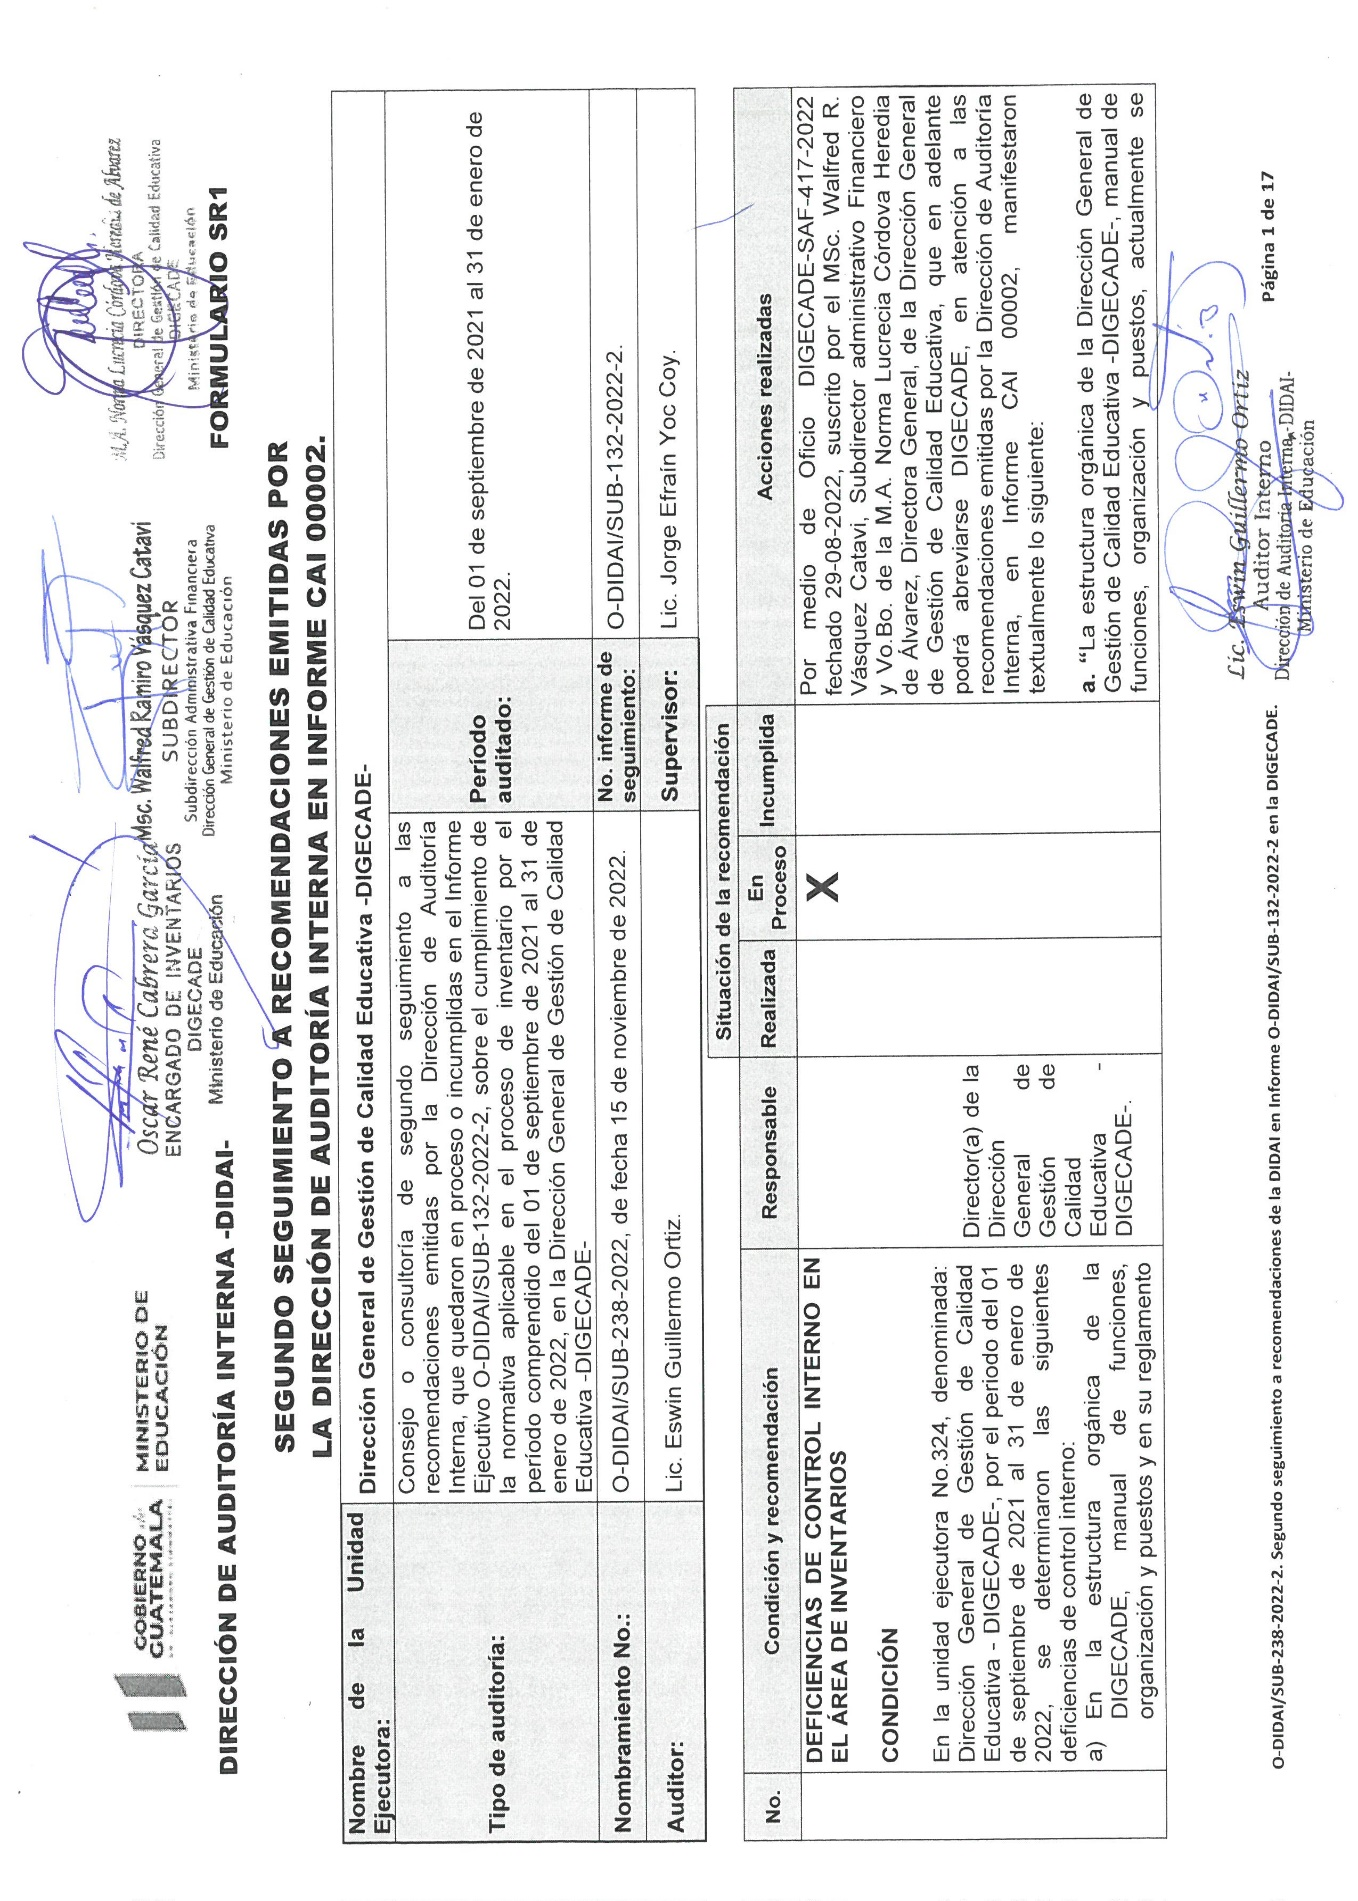 GOBIERNO de
GUATEMALA
MINISTERIO DE
EDUCACIÓN
Oscar René Cabrera García
ENCARGADO DE INVENTARIOS
DIGECADE
Ministerio de Educación
Msc. Walfred Ramiro Vásquez Catavi
SUBDIRECTOR
Subdirección Administrativa Financiera
Dirección General de Gestión de Calidad Educativa
Ministerio de Educación
M.A. Norma Lucrecia Córdova Heredia de Alvarez
DIRECTORA
Dirección General de Gestión de Calidad Educativa
DIGECADE
Ministerio de Educación
DIRECCIÓN DE AUDITORÍA INTERNA -DIDAI-
FORMULARIO SR1
SEGUNDO SEGUIMIENTO A RECOMENDACIONES EMITIDAS POR
LA DIRECCIÓN DE AUDITORÍA INTERNA EN INFORME CAI 00002.
Nombre de la Unidad
Ejecutora:
Dirección General de Gestión de Calidad Educativa -DIGECADE-
Tipo de auditoría:
Consejo o consultoría de segundo seguimiento a las
recomendaciones emitidas por la Dirección de Auditoría
Interna, que quedaron en proceso o incumplidas en el Informe
Ejecutivo O-DIDAI/SUB-132-2022-2, sobre el cumplimiento de
la normativa aplicable en el proceso de inventario por el
período comprendido del 01 de septiembre de 2021 al 31 de
enero de 2022, en la Dirección General de Gestión de Calidad
Educativa -DIGECADE-
Período
auditado:
Del 01 de septiembre de 2021 al 31 de enero de
2022.
Nombramiento No.:
O-DIDAI/SUB-238-2022, de fecha 15 de noviembre de 2022.
No. informe de
seguimiento:
O-DIDAI/SUB-132-2022-2.
Auditor:
Lic. Eswin Guillermo Ortiz.
Supervisor:
Lic. Jorge Efraín Yoc Coy.
No.
Condición y recomendación
Responsable
Situación de la recomendación
Realizada
En
Proceso
Incumplida
Acciones realizadas
DEFICIENCIAS DE CONTROL INTERNO EN
EL ÁREA DE INVENTARIOS
CONDICIÓN
En la unidad ejecutora No.324, denominada:
Dirección General de Gestión de Calidad
Educativa - DIGECADE-, por el periodo del 01
de septiembre de 2021 al 31 de enero de
2022, se determinaron las siguientes
deficiencias de control interno:
a) En la estructura orgánica de la
DIGECADE, manual de funciones,
organización y puestos y en su reglamento
Director(a) de la
Dirección
General de
Gestión de
Calidad
Educativa -
DIGECADE-.
X
Por medio de Oficio DIGECADE-SAF-417-2022
fechado 29-08-2022, suscrito por el MSc. Walfred R.
Vásquez Catavi, Subdirector administrativo Financiero
y Vo.Bo. de la M.A. Norma Lucrecia Córdova Heredia
de Álvarez, Directora General, de la Dirección General
de Gestión de Calidad Educativa, que en adelante
podrá abreviarse DIGECADE, en atención a las
recomendaciones emitidas por la Dirección de Auditoría
Interna, en Informe CAI 00002, manifestaron
textualmente lo siguiente:
a. “La estructura orgánica de la Dirección General de
Gestión de Calidad Educativa -DIGECADE-, manual de
funciones, organización y puestos, actualmente se
Lic. Eswin Guillermo Ortiz
Auditor Interno
Dirección de Auditoría Interna -DIDAI-
Ministerio de Educación
Página 1 de 17
O-DIDAI/SUB-238-2022-2. Segundo seguimiento a recomendaciones de la DIDAI en Informe O-DIDAI/SUB-132-2022-2 en la DIGECADE.